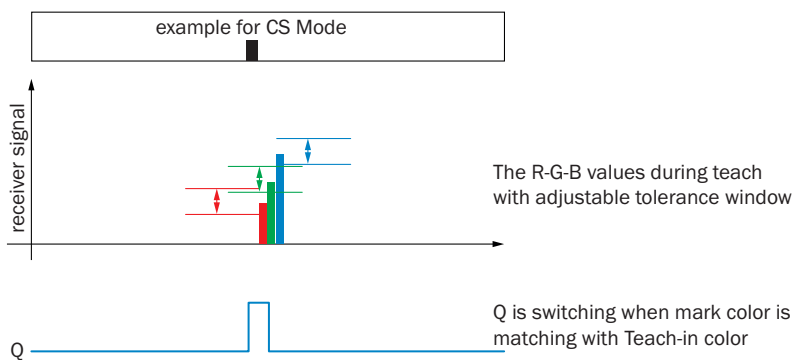 example for CS Mode
receiver signal
The R-G-B values during teach
with adjustable tolerance window
Q is switching when mark color is
matching with Teach-in color
Q